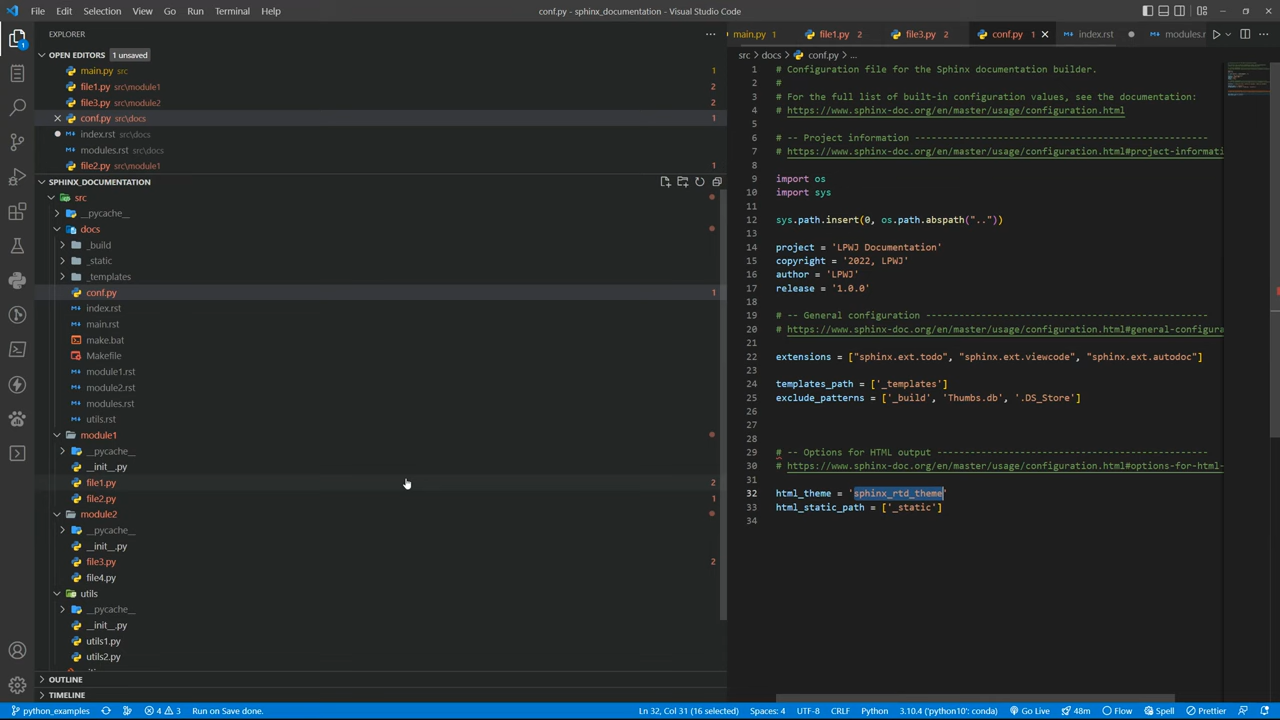 File Edit Selection View Go Run Terminal Help
conf.py - sphinx_documentation - Visual Studio Code
EXPLORER
OPEN EDITORS 1 unsaved
main.py src 1
file1.py src\module1 2
file3.py src\module2 2
conf.py src\docs 1
index.rst src\docs
modules.rst src\docs
file2.py src\module1 1
SPHINX_DOCUMENTATION
src
__pycache__
docs
_build
_static
_templates
conf.py 1
index.rst
main.rst
make.bat
Makefile
module1.rst
module2.rst
modules.rst
utils.rst
module1
__pycache__
__init__.py
file1.py 2
file2.py 1
module2
__pycache__
__init__.py
file3.py 2
file4.py
utils
__pycache__
__init__.py
utils1.py
utils2.py
OUTLINE
TIMELINE
main.py 1 file1.py 2 file3.py 2 conf.py 1 index.rst modules.r
src > docs > conf.py > ...
1 # Configuration file for the Sphinx documentation builder.
2 #
3 # For the full list of built-in configuration values, see the documentation:
4 # https://www.sphinx-doc.org/en/master/usage/configuration.html
5
6 # -- Project information -----------------------------------------------------
7 # https://www.sphinx-doc.org/en/master/usage/configuration.html#project-informati
8
9 import os
10 import sys
11
12 sys.path.insert(0, os.path.abspath(".."))
13
14 project = 'LPWJ Documentation'
15 copyright = '2022, LPWJ'
16 author = 'LPWJ'
17 release = '1.0.0'
18
19 # -- General configuration ---------------------------------------------------
20 # https://www.sphinx-doc.org/en/master/usage/configuration.html#general-configura
21
22 extensions = ["sphinx.ext.todo", "sphinx.ext.viewcode", "sphinx.ext.autodoc"]
23
24 templates_path = ['_templates']
25 exclude_patterns = ['_build', 'Thumbs.db', '.DS_Store']
26
27
28
29 # -- Options for HTML output -------------------------------------------------
30 # https://www.sphinx-doc.org/en/master/usage/configuration.html#options-for-html-
31
32 html_theme = 'sphinx_rtd_theme'
33 html_static_path = ['_static']
34
python_examples 4 3 Run on Save done. Ln 32, Col 31 (16 selected) Spaces: 4 UTF-8 CRLF Python 3.10.4 ('python10': conda) Go Live 48m Flow Spell Prettier